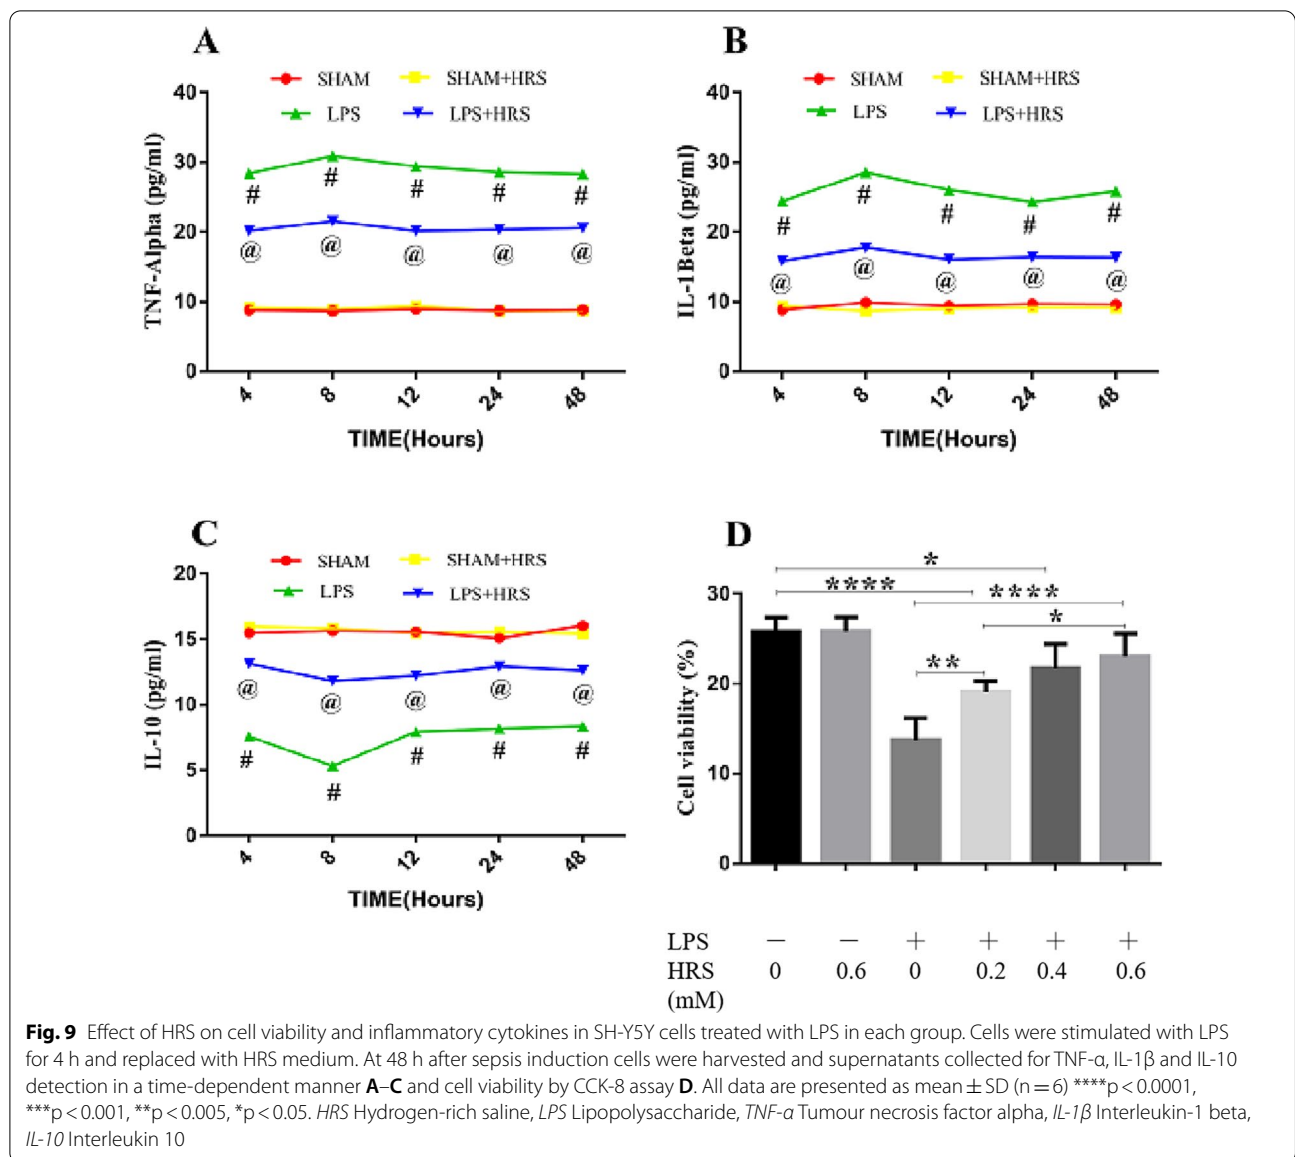 A
SHAM
SHAM+HRS
LPS
LPS+HRS
TNF-Alpha (pg/ml)
40
30
20
10
0
# # # # #
@ @ @ @ @
4 8 12 24 48
TIME(Hours)
B
SHAM
SHAM+HRS
LPS
LPS+HRS
IL-1Beta (pg/ml)
40
30
20
10
0
# # # # #
@ @ @ @ @
4 8 12 24 48
TIME(Hours)
C
SHAM
SHAM+HRS
LPS
LPS+HRS
IL-10 (pg/ml)
20
15
10
5
0
@ @ @ @ @
# # # # #
4 8 12 24 48
TIME(Hours)
D
*
****
****
*
**
Cell viability (%)
30
20
10
0
LPS − − + + + +
HRS 0 0.6 0 0.2 0.4 0.6
(mM)
Fig. 9 Effect of HRS on cell viability and inflammatory cytokines in SH-Y5Y cells treated with LPS in each group. Cells were stimulated with LPS
for 4 h and replaced with HRS medium. At 48 h after sepsis induction cells were harvested and supernatants collected for TNF-α, IL-1β and IL-10
detection in a time-dependent manner A–C and cell viability by CCK-8 assay D. All data are presented as mean ± SD (n = 6) ****p < 0.0001,
***p < 0.001, **p < 0.005, *p < 0.05. HRS Hydrogen-rich saline, LPS Lipopolysaccharide, TNF-α Tumour necrosis factor alpha, IL-1β Interleukin-1 beta,
IL-10 Interleukin 10